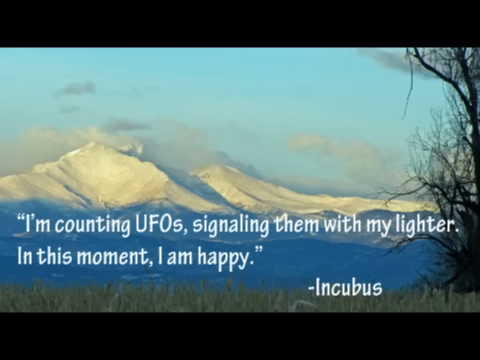 “I’m counting UFOs, signaling them with my lighter.
In this moment, I am happy.”
-Incubus